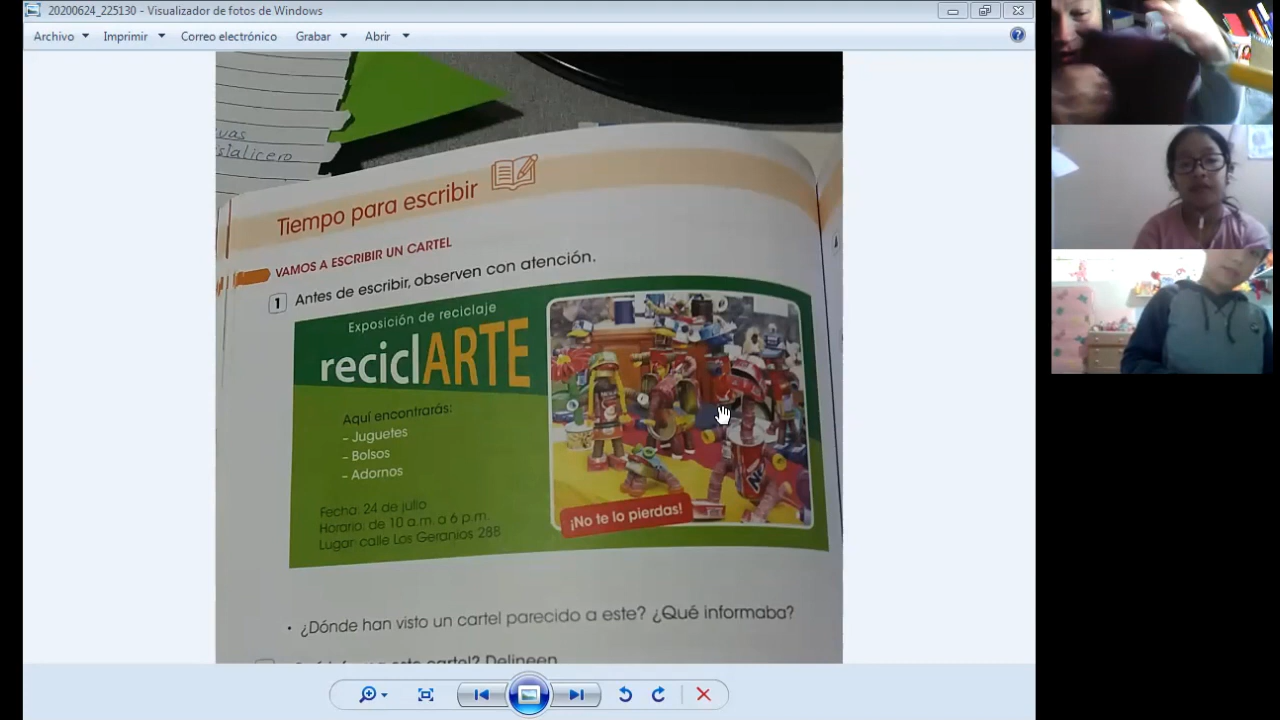 20200624_225130 - Visualizador de fotos de Windows
Archivo Imprimir Correo electrónico Grabar Abrir
Tiempo para escribir
VAMOS A ESCRIBIR UN CARTEL
1 Antes de escribir, observen con atención.
Exposición de reciclaje
reciclARTE
Aquí encontrarás:
- Juguetes
- Bolsos
- Adornos
Fecha: 24 de julio
Horario: de 10 a.m. a 6 p.m.
Lugar: calle Los Geranios 288
¡No te lo pierdas!
• ¿Dónde han visto un cartel parecido a este? ¿Qué informaba?
este cartel? Delineen